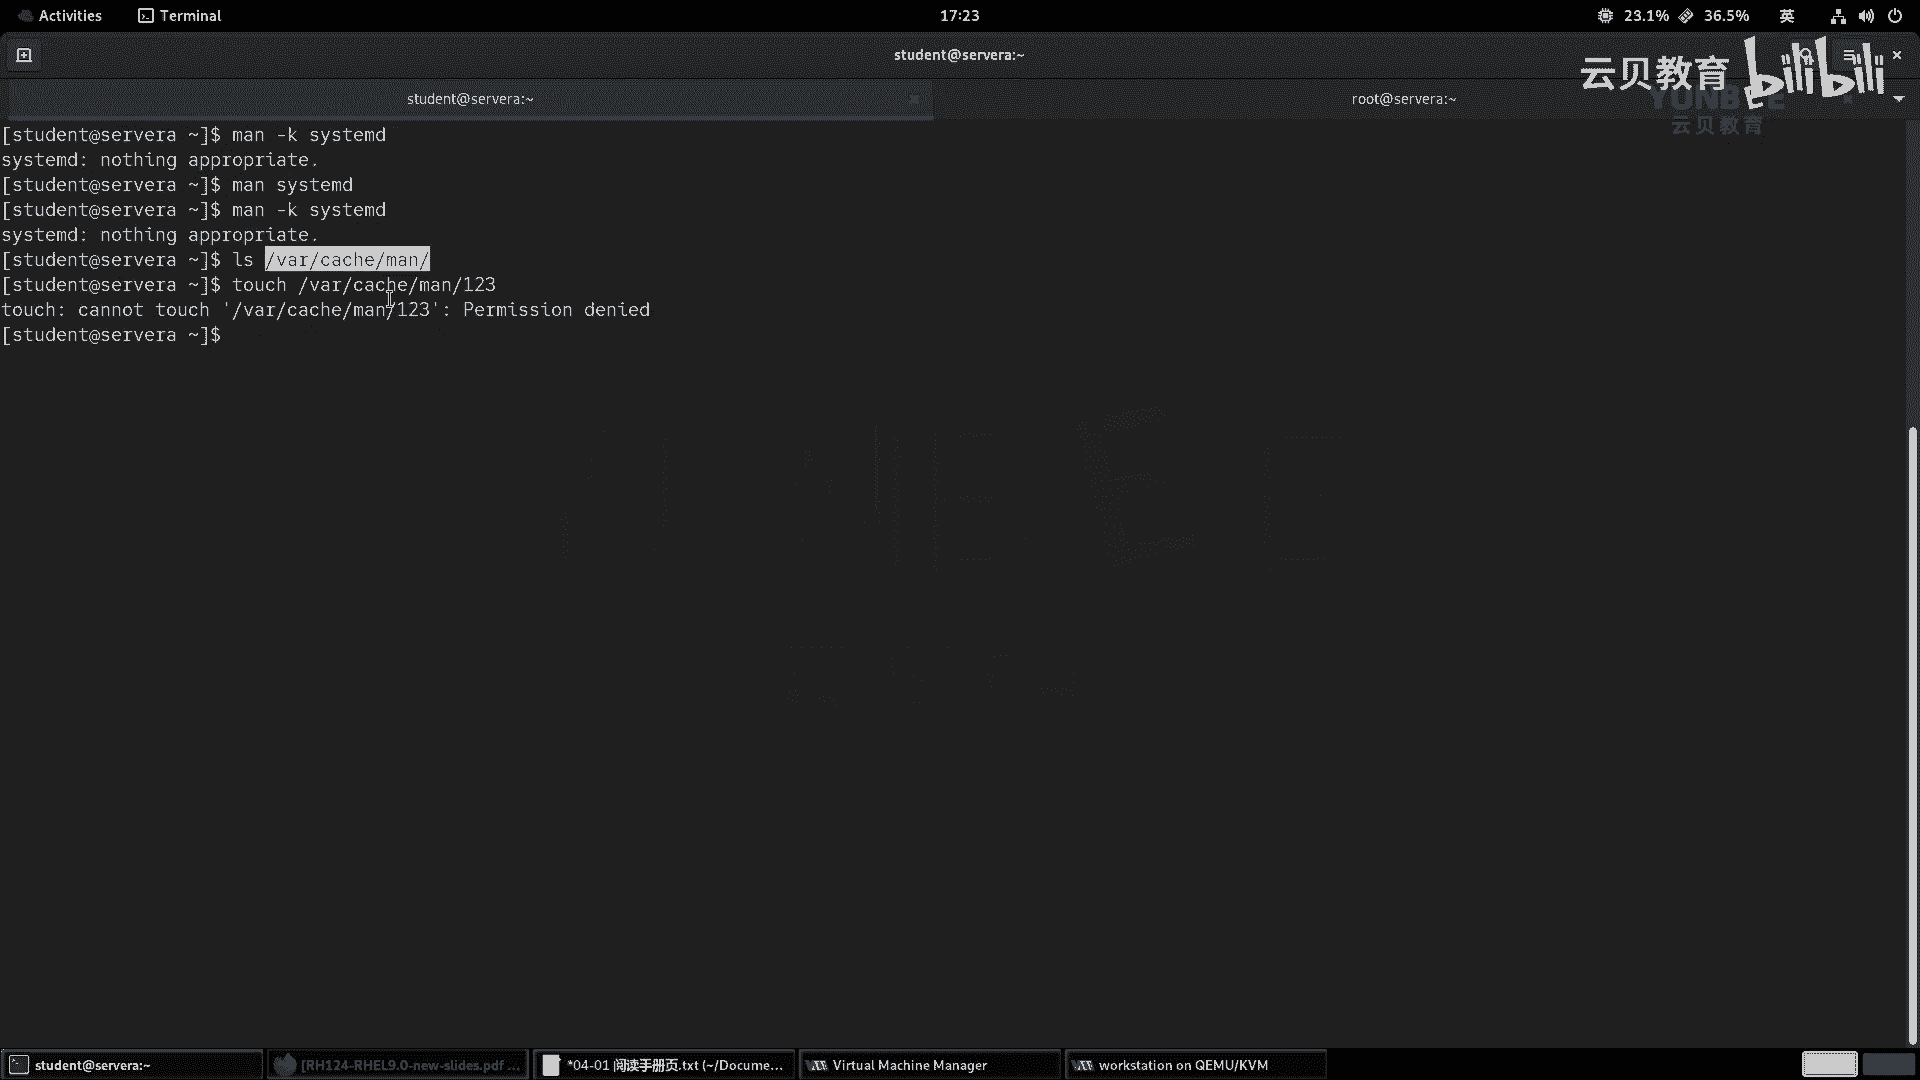 Activities Terminal 17:23 23.1% 36.5% 英
student@servera:~
云贝教育 bilibili
student@servera:~ root@servera:~
云贝教育
[student@servera ~]$ man -k systemd
systemd: nothing appropriate.
[student@servera ~]$ man systemd
[student@servera ~]$ man -k systemd
systemd: nothing appropriate.
[student@servera ~]$ ls /var/cache/man/
[student@servera ~]$ touch /var/cache/man/123
touch: cannot touch '/var/cache/man/123': Permission denied
[student@servera ~]$
student@servera:~ [RH124-RHEL9.0-new-slides.pdf ... *04-01 阅读手册页.txt (~/Docume... Virtual Machine Manager workstation on QEMU/KVM